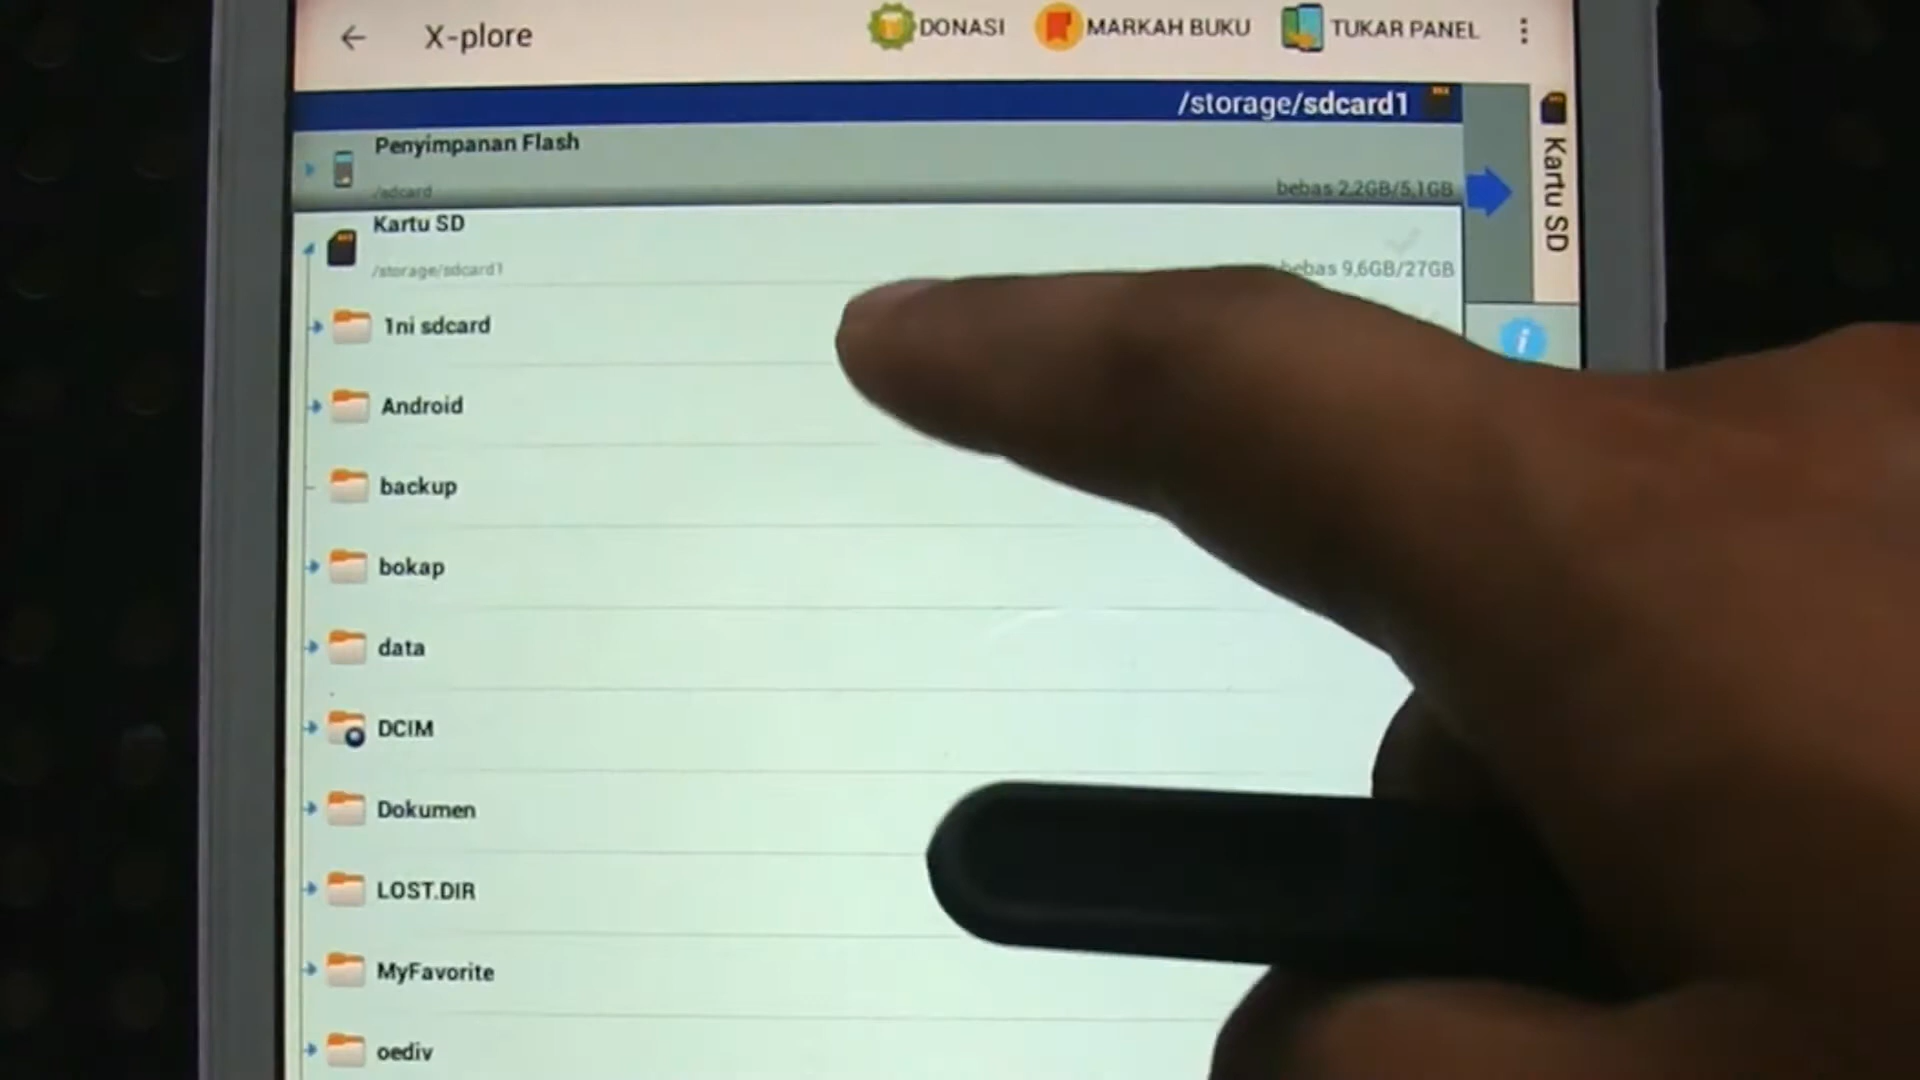 X-plore
DONASI
MARKAH BUKU
TUKAR PANEL
/storage/sdcard1
Penyimpanan Flash
/sdcard
bebas 2,2GB/5,1GB
Kartu SD
Kartu SD
/storage/sdcard1
bebas 9,6GB/27GB
1ni sdcard
Android
backup
bokap
data
DCIM
Dokumen
LOST.DIR
MyFavorite
oediv